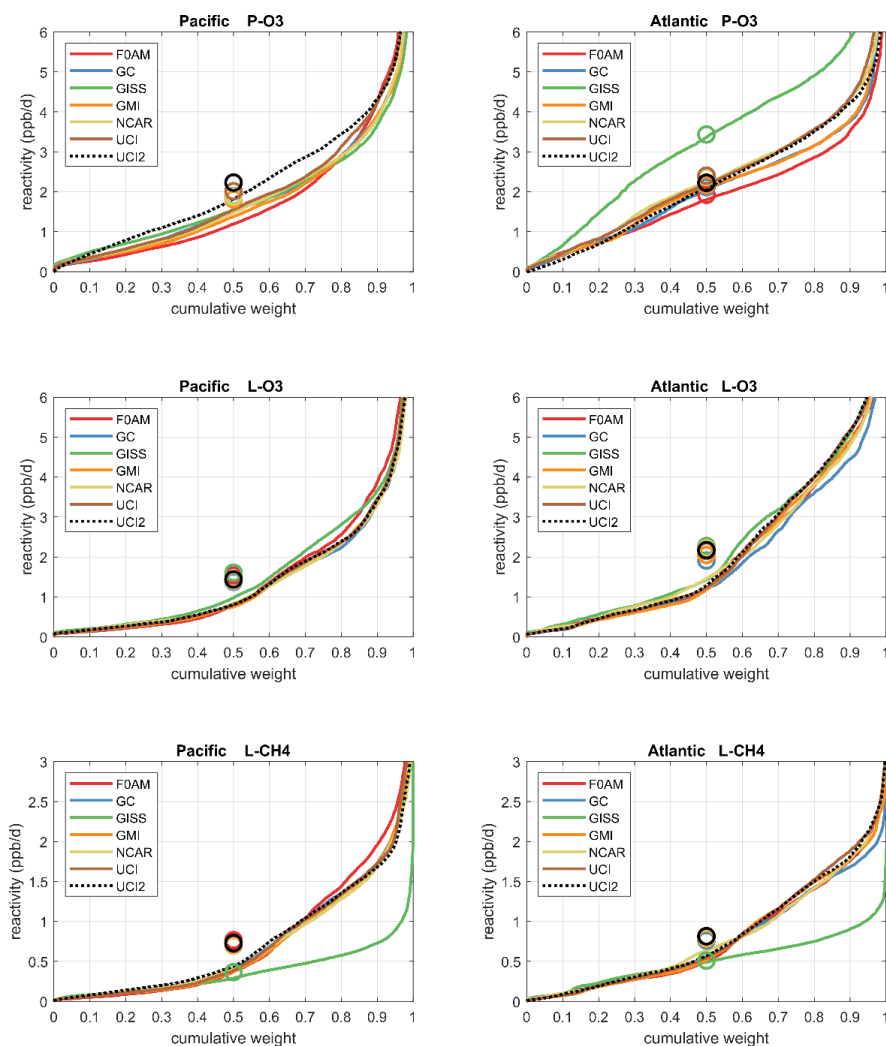 Pacific P-O3
6
5
4
3
2
1
0
reactivity (ppb/d)
F0AM
GC
GISS
GMI
NCAR
UCI
UCI2
0 0.1 0.2 0.3 0.4 0.5 0.6 0.7 0.8 0.9 1
cumulative weight
Atlantic P-O3
6
5
4
3
2
1
0
reactivity (ppb/d)
F0AM
GC
GISS
GMI
NCAR
UCI
UCI2
0 0.1 0.2 0.3 0.4 0.5 0.6 0.7 0.8 0.9 1
cumulative weight
Pacific L-O3
6
5
4
3
2
1
0
reactivity (ppb/d)
F0AM
GC
GISS
GMI
NCAR
UCI
UCI2
0 0.1 0.2 0.3 0.4 0.5 0.6 0.7 0.8 0.9 1
cumulative weight
Atlantic L-O3
6
5
4
3
2
1
0
reactivity (ppb/d)
F0AM
GC
GISS
GMI
NCAR
UCI
UCI2
0 0.1 0.2 0.3 0.4 0.5 0.6 0.7 0.8 0.9 1
cumulative weight
Pacific L-CH4
3
2.5
2
1.5
1
0.5
0
reactivity (ppb/d)
F0AM
GC
GISS
GMI
NCAR
UCI
UCI2
0 0.1 0.2 0.3 0.4 0.5 0.6 0.7 0.8 0.9 1
cumulative weight
Atlantic L-CH4
3
2.5
2
1.5
1
0.5
0
reactivity (ppb/d)
F0AM
GC
GISS
GMI
NCAR
UCI
UCI2
0 0.1 0.2 0.3 0.4 0.5 0.6 0.7 0.8 0.9 1
cumulative weight